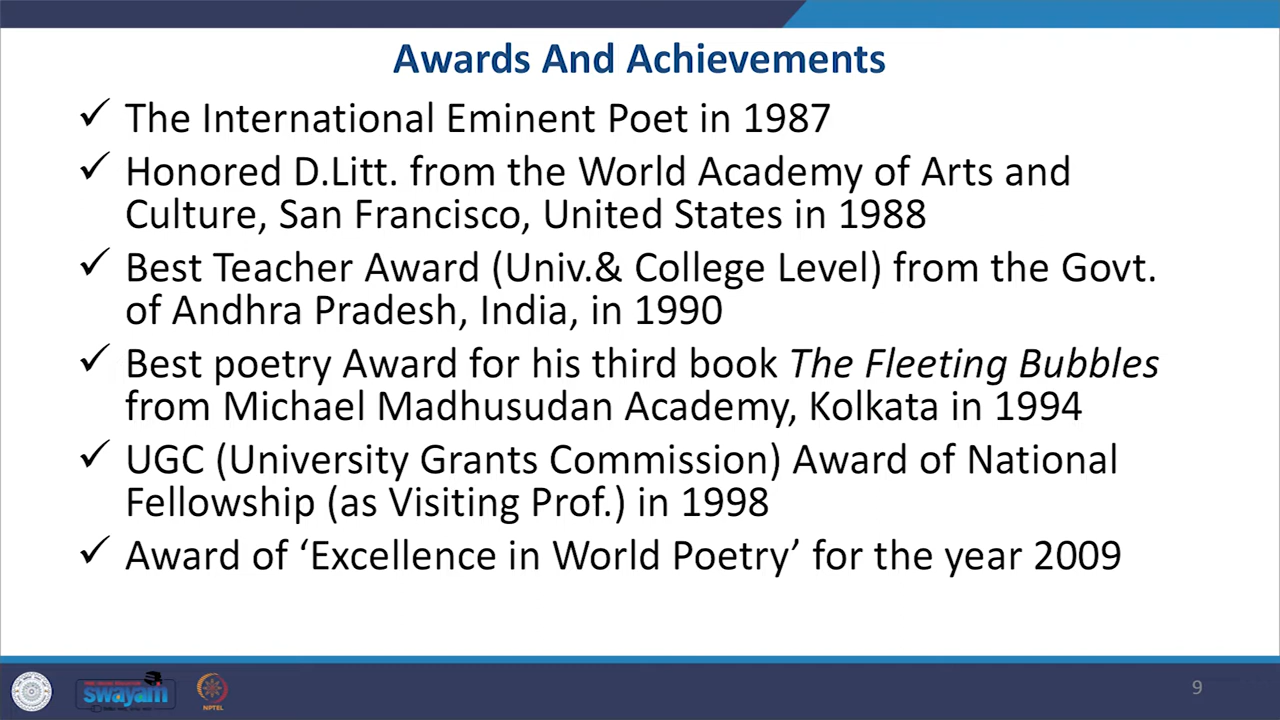 Awards And Achievements
✓ The International Eminent Poet in 1987
✓ Honored D.Litt. from the World Academy of Arts and
Culture, San Francisco, United States in 1988
✓ Best Teacher Award (Univ.& College Level) from the Govt.
of Andhra Pradesh, India, in 1990
✓ Best poetry Award for his third book The Fleeting Bubbles
from Michael Madhusudan Academy, Kolkata in 1994
✓ UGC (University Grants Commission) Award of National
Fellowship (as Visiting Prof.) in 1998
✓ Award of ‘Excellence in World Poetry’ for the year 2009
swayam
NPTEL
9